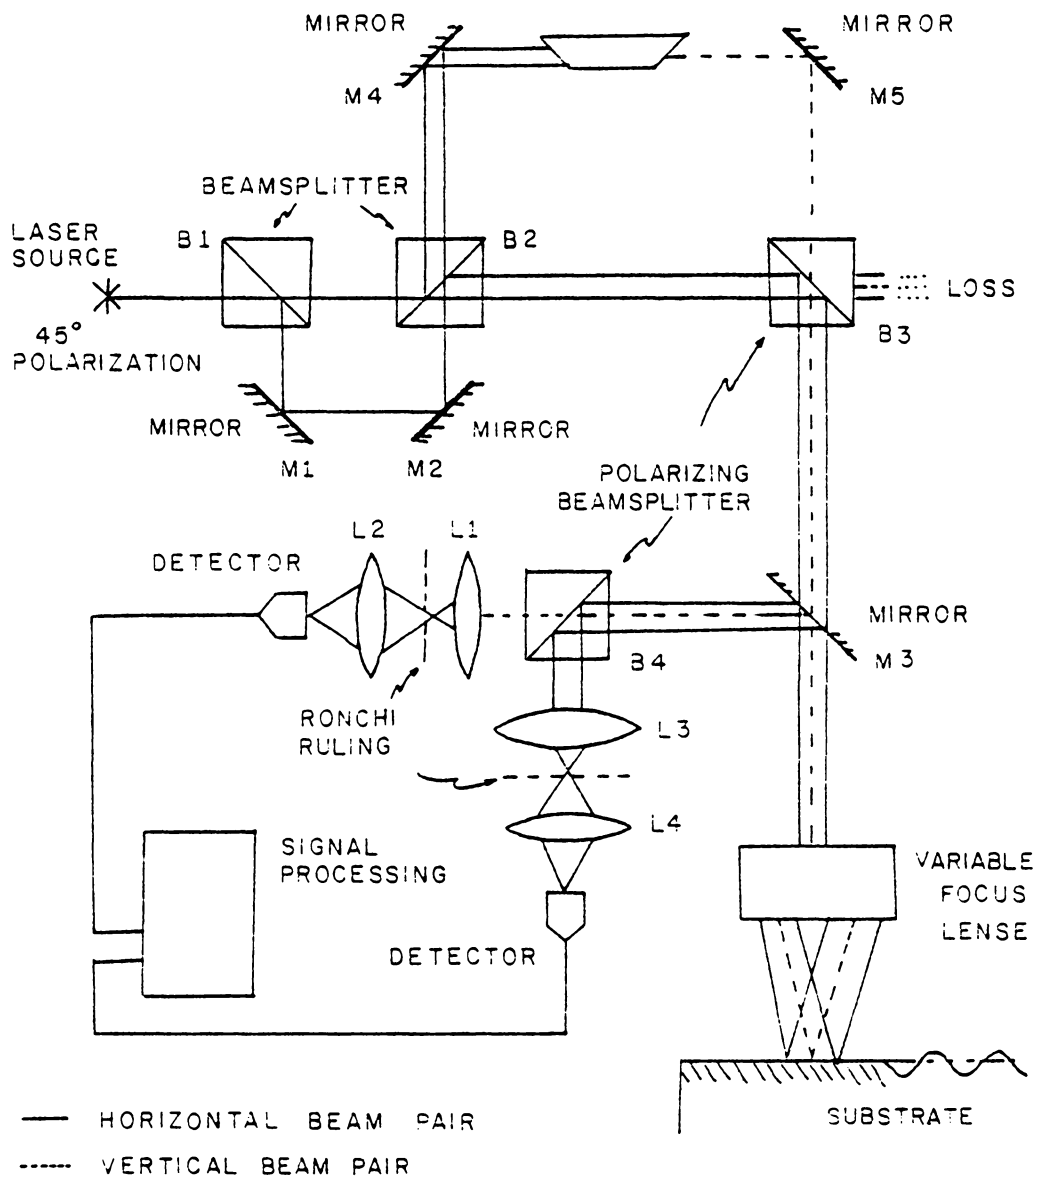 MIRROR
MIRROR
M4
M5
BEAMSPLITTER
LASER
SOURCE
B1
B2
LOSS
45°
POLARIZATION
B3
MIRROR
MIRROR
M1
M2
POLARIZING
BEAMSPLITTER
L2
L1
DETECTOR
MIRROR
B4
M3
RONCHI
RULING
L3
L4
SIGNAL
PROCESSING
VARIABLE
FOCUS
LENSE
DETECTOR
SUBSTRATE
HORIZONTAL BEAM PAIR
VERTICAL BEAM PAIR